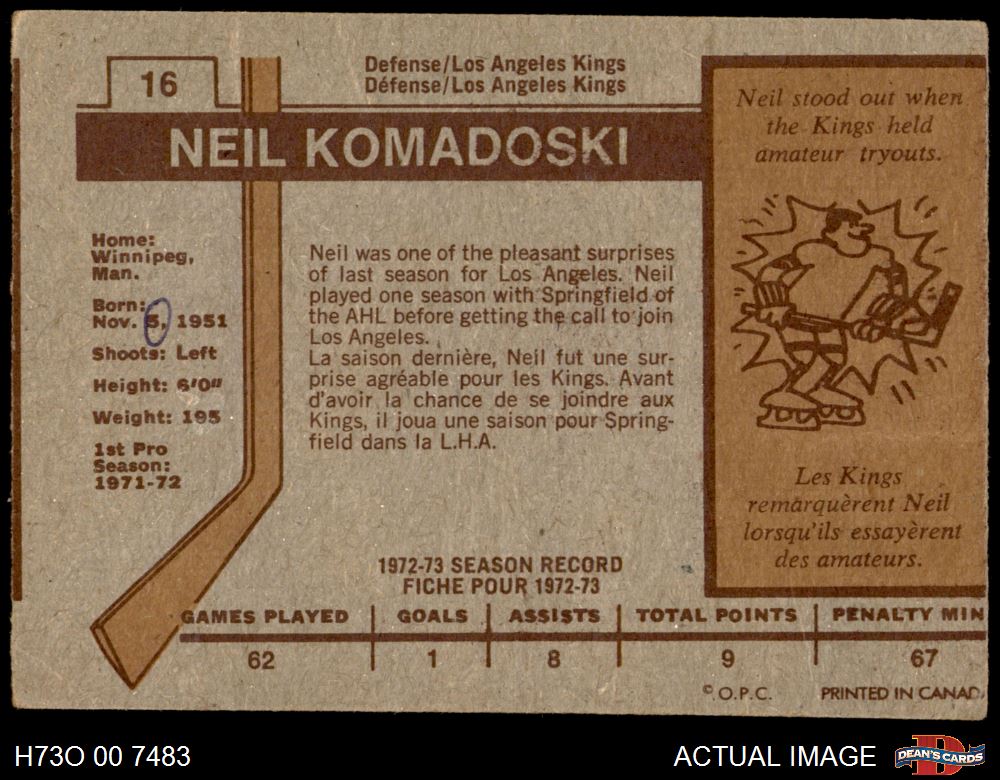 16
Defense/Los Angeles Kings
Défense/Los Angeles Kings
NEIL KOMADOSKI
Home:
Winnipeg,
Man.
Born:
Nov. 5, 1951
Shoots: Left
Height: 6'0"
Weight: 195
1st Pro
Season:
1971-72
Neil was one of the pleasant surprises
of last season for Los Angeles. Neil
played one season with Springfield of
the AHL before getting the call to join
Los Angeles.
La saison dernière, Neil fut une sur-
prise agréable pour les Kings. Avant
d'avoir la chance de se joindre aux
Kings, il joua une saison pour Spring-
field dans la L.H.A.
Neil stood out when
the Kings held
amateur tryouts.
Les Kings
remarquèrent Neil
lorsqu'ils essayèrent
des amateurs.
1972-73 SEASON RECORD
FICHE POUR 1972-73
GAMES PLAYED GOALS ASSISTS TOTAL POINTS PENALTY MIN
62 1 8 9 67
© O.P.C. PRINTED IN CANAD
H73O 00 7483
ACTUAL IMAGE
DEAN'S CARDS